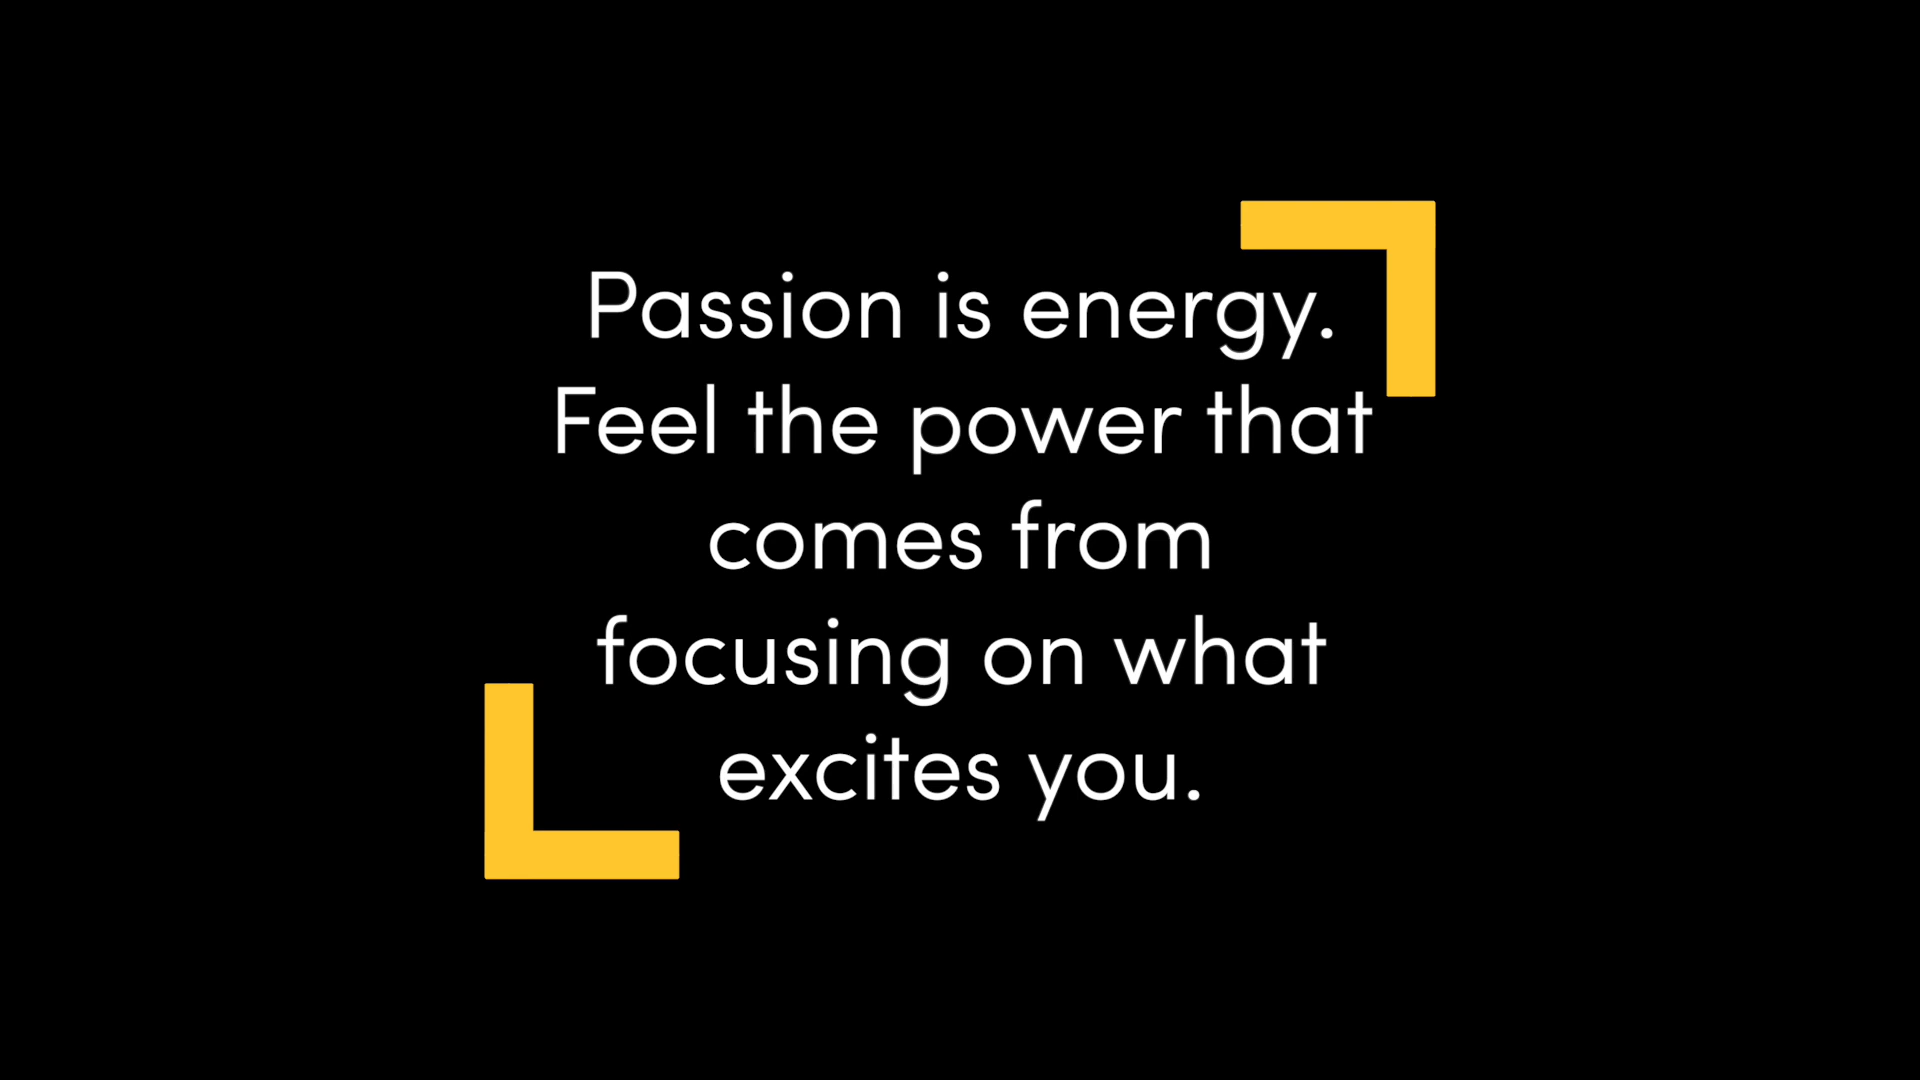 Passion is energy.
Feel the power that
comes from
focusing on what
excites you.